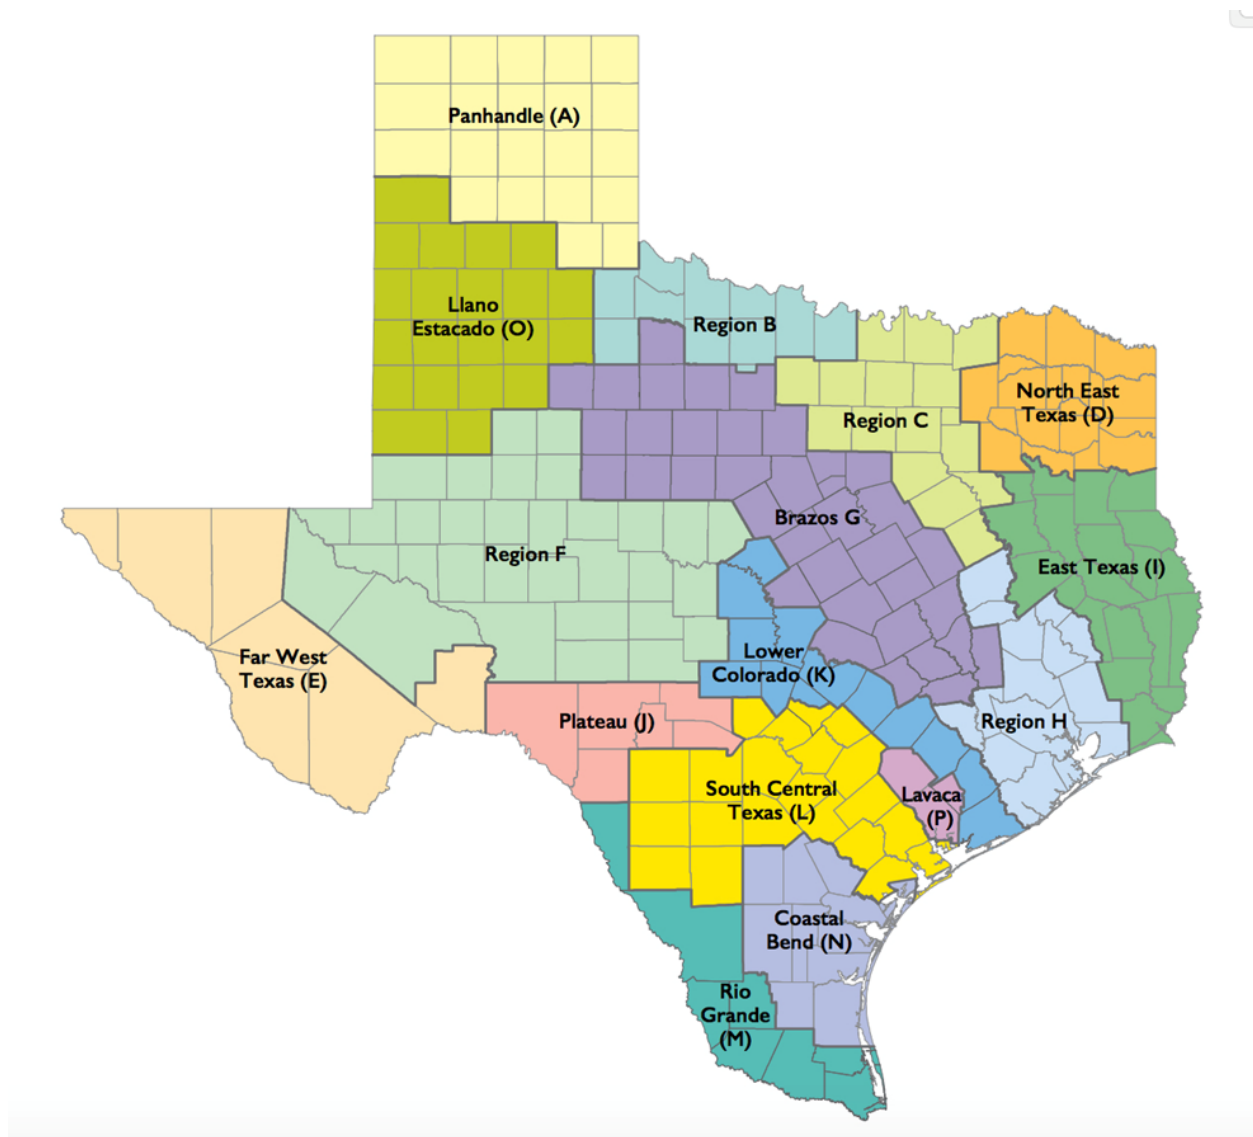 Panhandle (A)
Llano
Estacado (O)
Region B
North East
Texas (D)
Region C
Brazos G
Region F
East Texas (I)
Far West
Texas (E)
Lower
Colorado (K)
Plateau (J)
Region H
South Central
Texas (L)
Lavaca
(P)
Coastal
Bend (N)
Rio
Grande
(M)